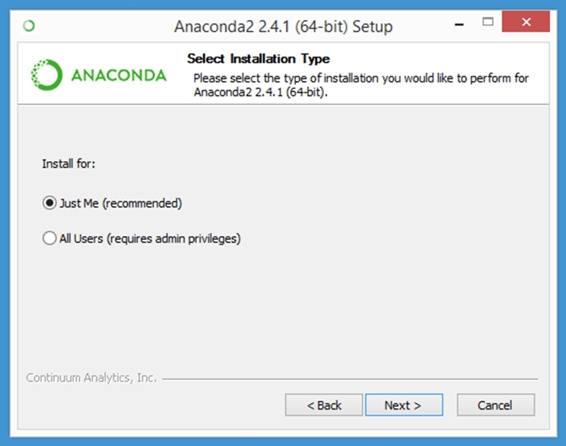 Anaconda2 2.4.1 (64-bit) Setup
ANACONDA
Select Installation Type
Please select the type of installation you would like to perform for
Anaconda2 2.4.1 (64-bit).
Install for:
Just Me (recommended)
All Users (requires admin privileges)
Continuum Analytics, Inc.
< Back
Next >
Cancel